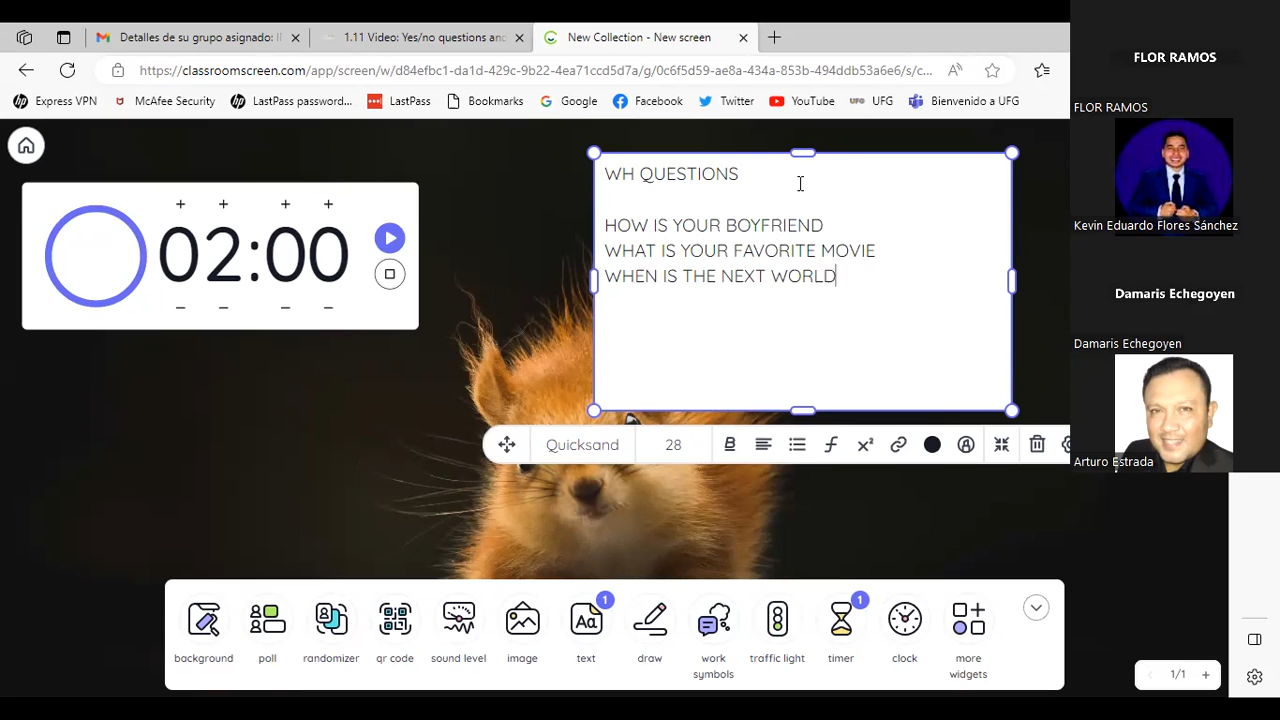 Detalles de su grupo asignado: I
1.11 Video: Yes/no questions and
New Collection - New screen
https://classroomscreen.com/app/screen/w/d84efbc1-da1d-429c-9b22-4ea71ccd5d7a/g/0c6f5d59-ae8a-434a-853b-494ddb53a6e6/s/c...
Express VPN
McAfee Security
LastPass password...
LastPass
Bookmarks
Google
Facebook
Twitter
YouTube
UFG
Bienvenido a UFG
02:00
WH QUESTIONS
HOW IS YOUR BOYFRIEND
WHAT IS YOUR FAVORITE MOVIE
WHEN IS THE NEXT WORLD
Quicksand
28
background
poll
randomizer
qr code
sound level
image
1
text
draw
work symbols
traffic light
1
timer
clock
more widgets
1/1
FLOR RAMOS
FLOR RAMOS
Kevin Eduardo Flores Sánchez
Damaris Echegoyen
Damaris Echegoyen
Arturo Estrada